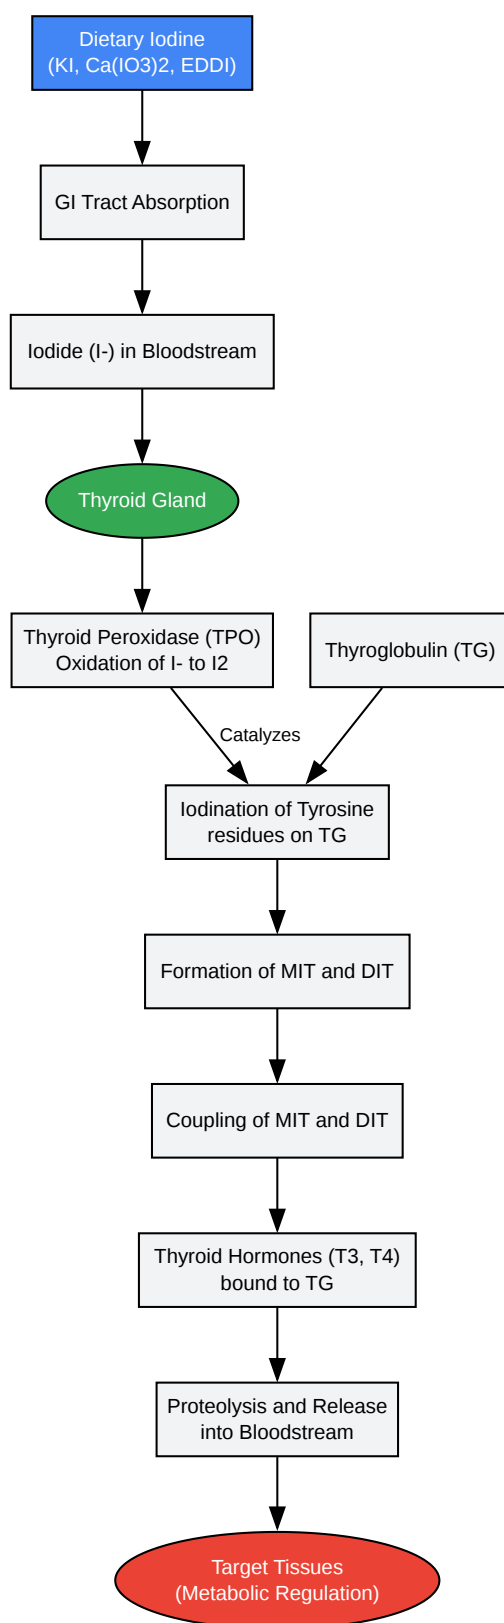 Dietary Iodine
(KI, Ca(IO3)2, EDDI)
GI Tract Absorption
Iodide (I-) in Bloodstream
Thyroid Gland
Thyroid Peroxidase (TPO)
Oxidation of I- to I2
Thyroglobulin (TG)
Catalyzes
Iodination of Tyrosine
residues on TG
Formation of MIT and DIT
Coupling of MIT and DIT
Thyroid Hormones (T3, T4)
bound to TG
Proteolysis and Release
into Bloodstream
Target Tissues
(Metabolic Regulation)